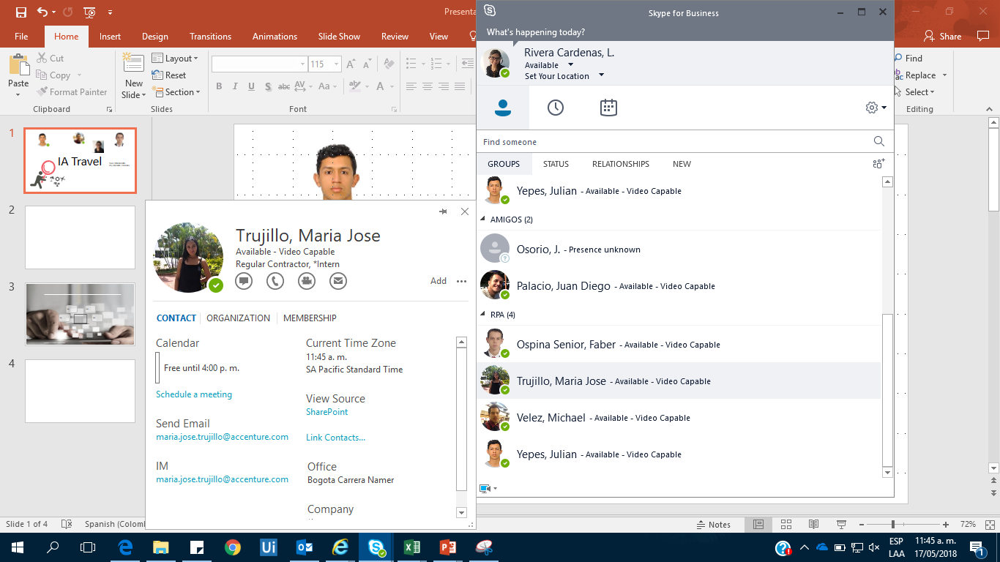 Presenta
File
Home
Insert
Design
Transitions
Animations
Slide Show
Review
View
Share
Paste
Cut
Copy
Format Painter
Clipboard
New Slide
Layout
Reset
Section
Slides
115
B I U S abc AV Aa A
Font
Find
Replace
Select
Editing
1
IA Travel
2
3
4
Skype for Business
What's happening today?
Rivera Cardenas, L.
Available
Set Your Location
Find someone
GROUPS STATUS RELATIONSHIPS NEW
Yepes, Julian - Available - Video Capable
AMIGOS (2)
Osorio, J. - Presence unknown
Palacio, Juan Diego - Available - Video Capable
RPA (4)
Ospina Senior, Faber - Available - Video Capable
Trujillo, Maria Jose - Available - Video Capable
Velez, Michael - Available - Video Capable
Yepes, Julian - Available - Video Capable
Trujillo, Maria Jose
Available - Video Capable
Regular Contractor, *Intern
Add
CONTACT ORGANIZATION MEMBERSHIP
Calendar
Free until 4:00 p. m.
Schedule a meeting
Send Email
maria.jose.trujillo@accenture.com
IM
maria.jose.trujillo@accenture.com
Current Time Zone
11:45 a. m.
SA Pacific Standard Time
View Source
SharePoint
Link Contacts...
Office
Bogota Carrera Namer
Company
Slide 1 of 4
Spanish (Colom
Notes
72%
Ui
ESP
LAA
11:45 a. m.
17/05/2018
1